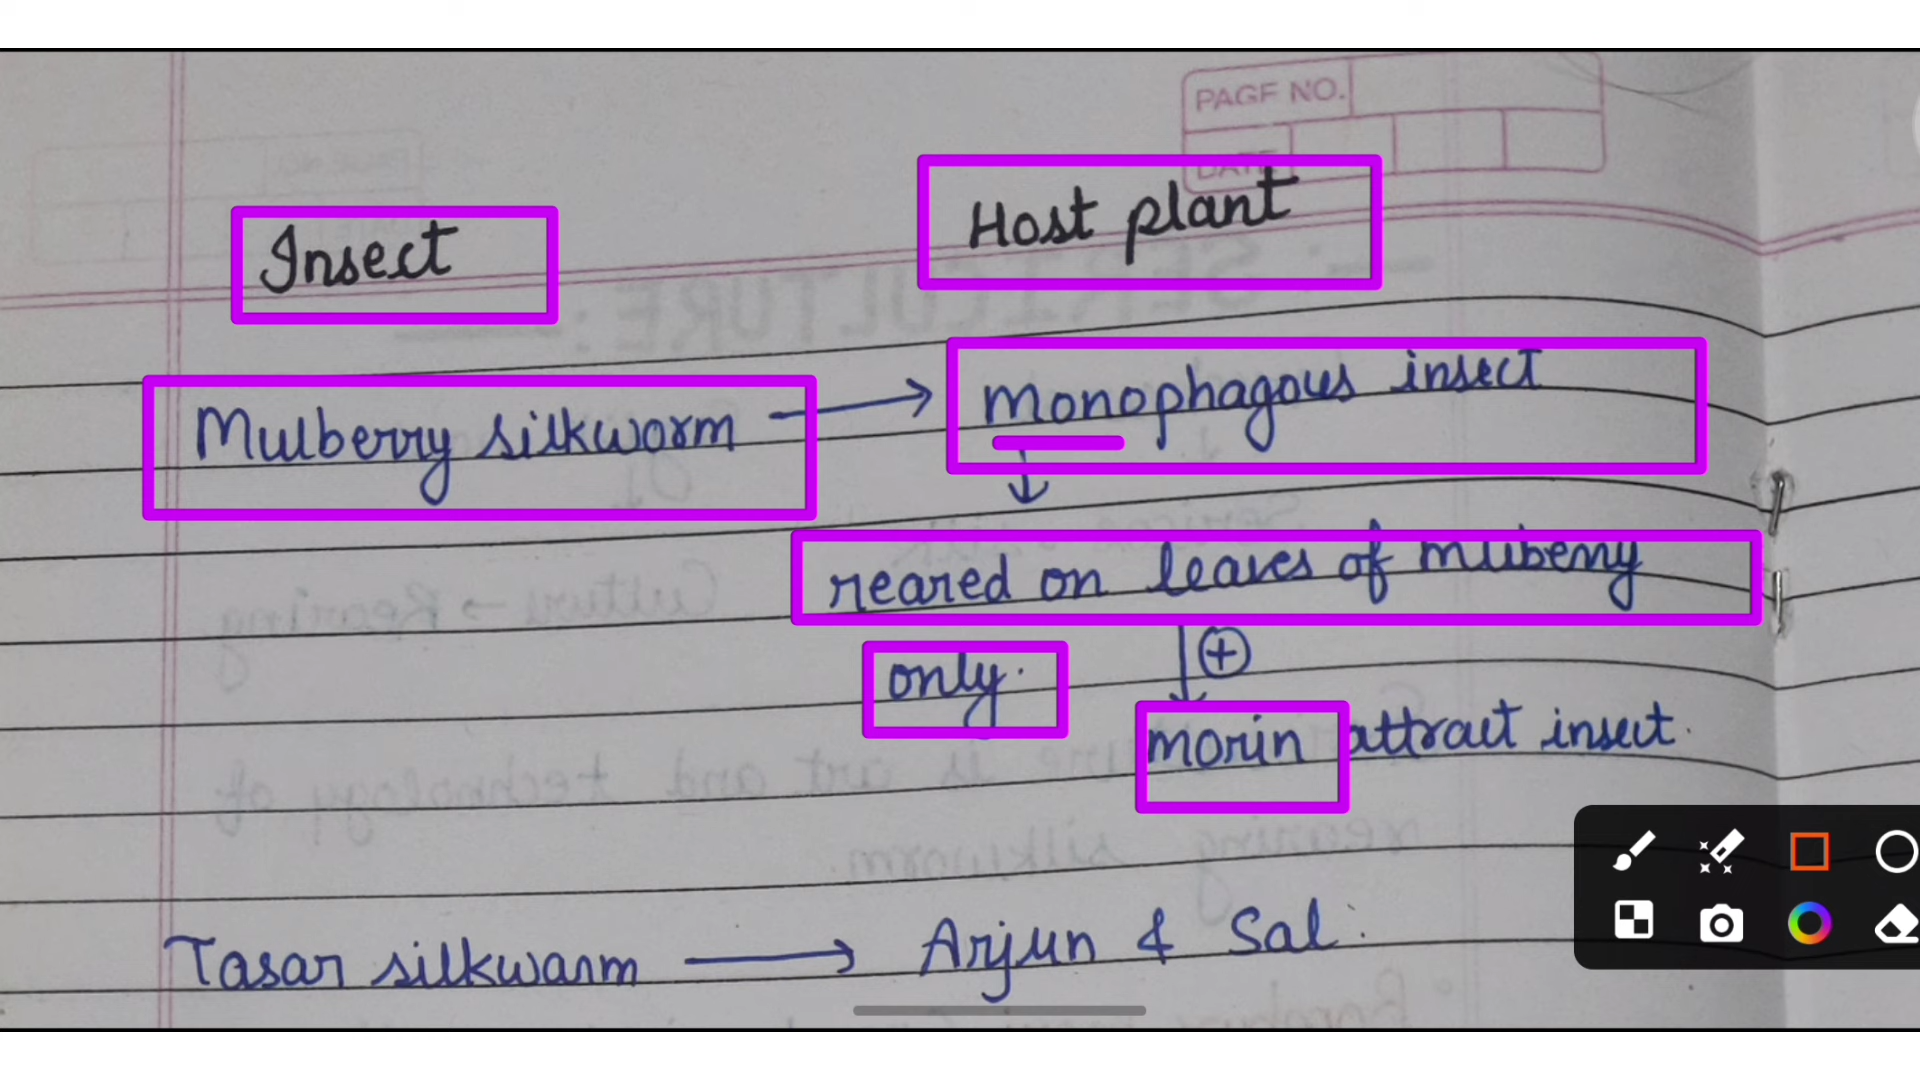 PAGE NO.
DATE
Insect Host plant
Mulberry silkworm → monophagous insect
↓
reared on leaves of mulberry
only. ↓ ⊕
morin attract insect.
Tasar silkwarm → Arjun & Sal.